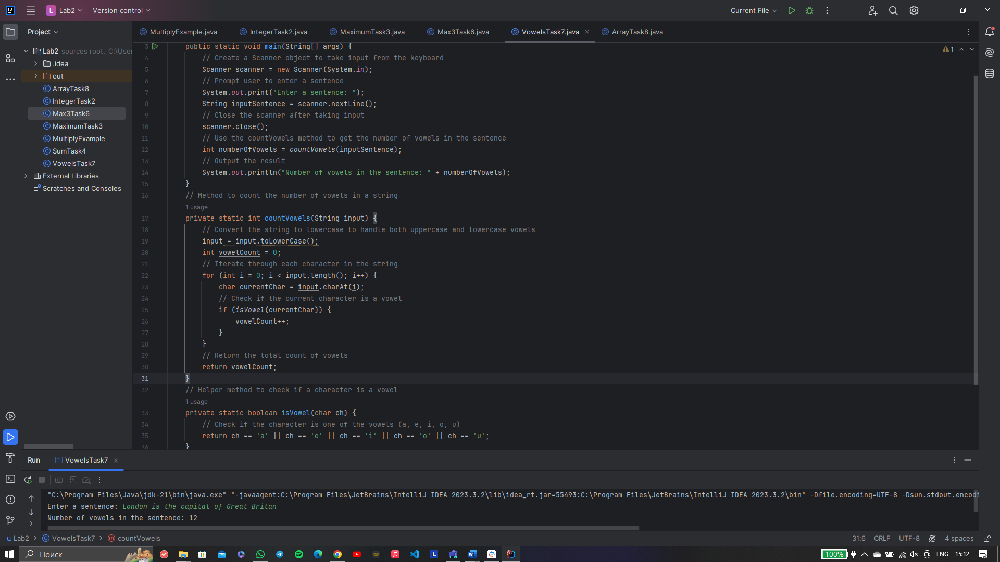 L Lab2 Version control Current File
Project
MultiplyExample.java IntegerTask2.java MaximumTask3.java Max3Task6.java VowelsTask7.java ArrayTask8.java
Lab2 sources root, C:\User
.idea
out
ArrayTask8
IntegerTask2
Max3Task6
MaximumTask3
MultiplyExample
SumTask4
VowelsTask7
External Libraries
Scratches and Consoles
1
3 public static void main(String[] args) {
4 // Create a Scanner object to take input from the keyboard
5 Scanner scanner = new Scanner(System.in);
6 // Prompt user to enter a sentence
7 System.out.print("Enter a sentence: ");
8 String inputSentence = scanner.nextLine();
9 // Close the scanner after taking input
10 scanner.close();
11 // Use the countVowels method to get the number of vowels in the sentence
12 int numberOfVowels = countVowels(inputSentence);
13 // Output the result
14 System.out.println("Number of vowels in the sentence: " + numberOfVowels);
15 }
16 // Method to count the number of vowels in a string
1 usage
17 private static int countVowels(String input) {
18 // Convert the string to lowercase to handle both uppercase and lowercase vowels
19 input = input.toLowerCase();
20 int vowelCount = 0;
21 // Iterate through each character in the string
22 for (int i = 0; i < input.length(); i++) {
23 char currentChar = input.charAt(i);
24 // Check if the current character is a vowel
25 if (isVowel(currentChar)) {
26 vowelCount++;
27 }
28 }
29 // Return the total count of vowels
30 return vowelCount;
31 }
32 // Helper method to check if a character is a vowel
1 usage
33 private static boolean isVowel(char ch) {
34 // Check if the character is one of the vowels (a, e, i, o, u)
35 return ch == 'a' || ch == 'e' || ch == 'i' || ch == 'o' || ch == 'u';
36 }
Run VowelsTask7
"C:\Program Files\Java\jdk-21\bin\java.exe" "-javaagent:C:\Program Files\JetBrains\IntelliJ IDEA 2023.3.2\lib\idea_rt.jar=55493:C:\Program Files\JetBrains\IntelliJ IDEA 2023.3.2\bin" -Dfile.encoding=UTF-8 -Dsun.stdout.encodi
Enter a sentence: London is the capital of Great Britan
Number of vowels in the sentence: 12
Lab2 > VowelsTask7 > countVowels 31:6 CRLF UTF-8 4 spaces
Поиск 100% ENG 15:12